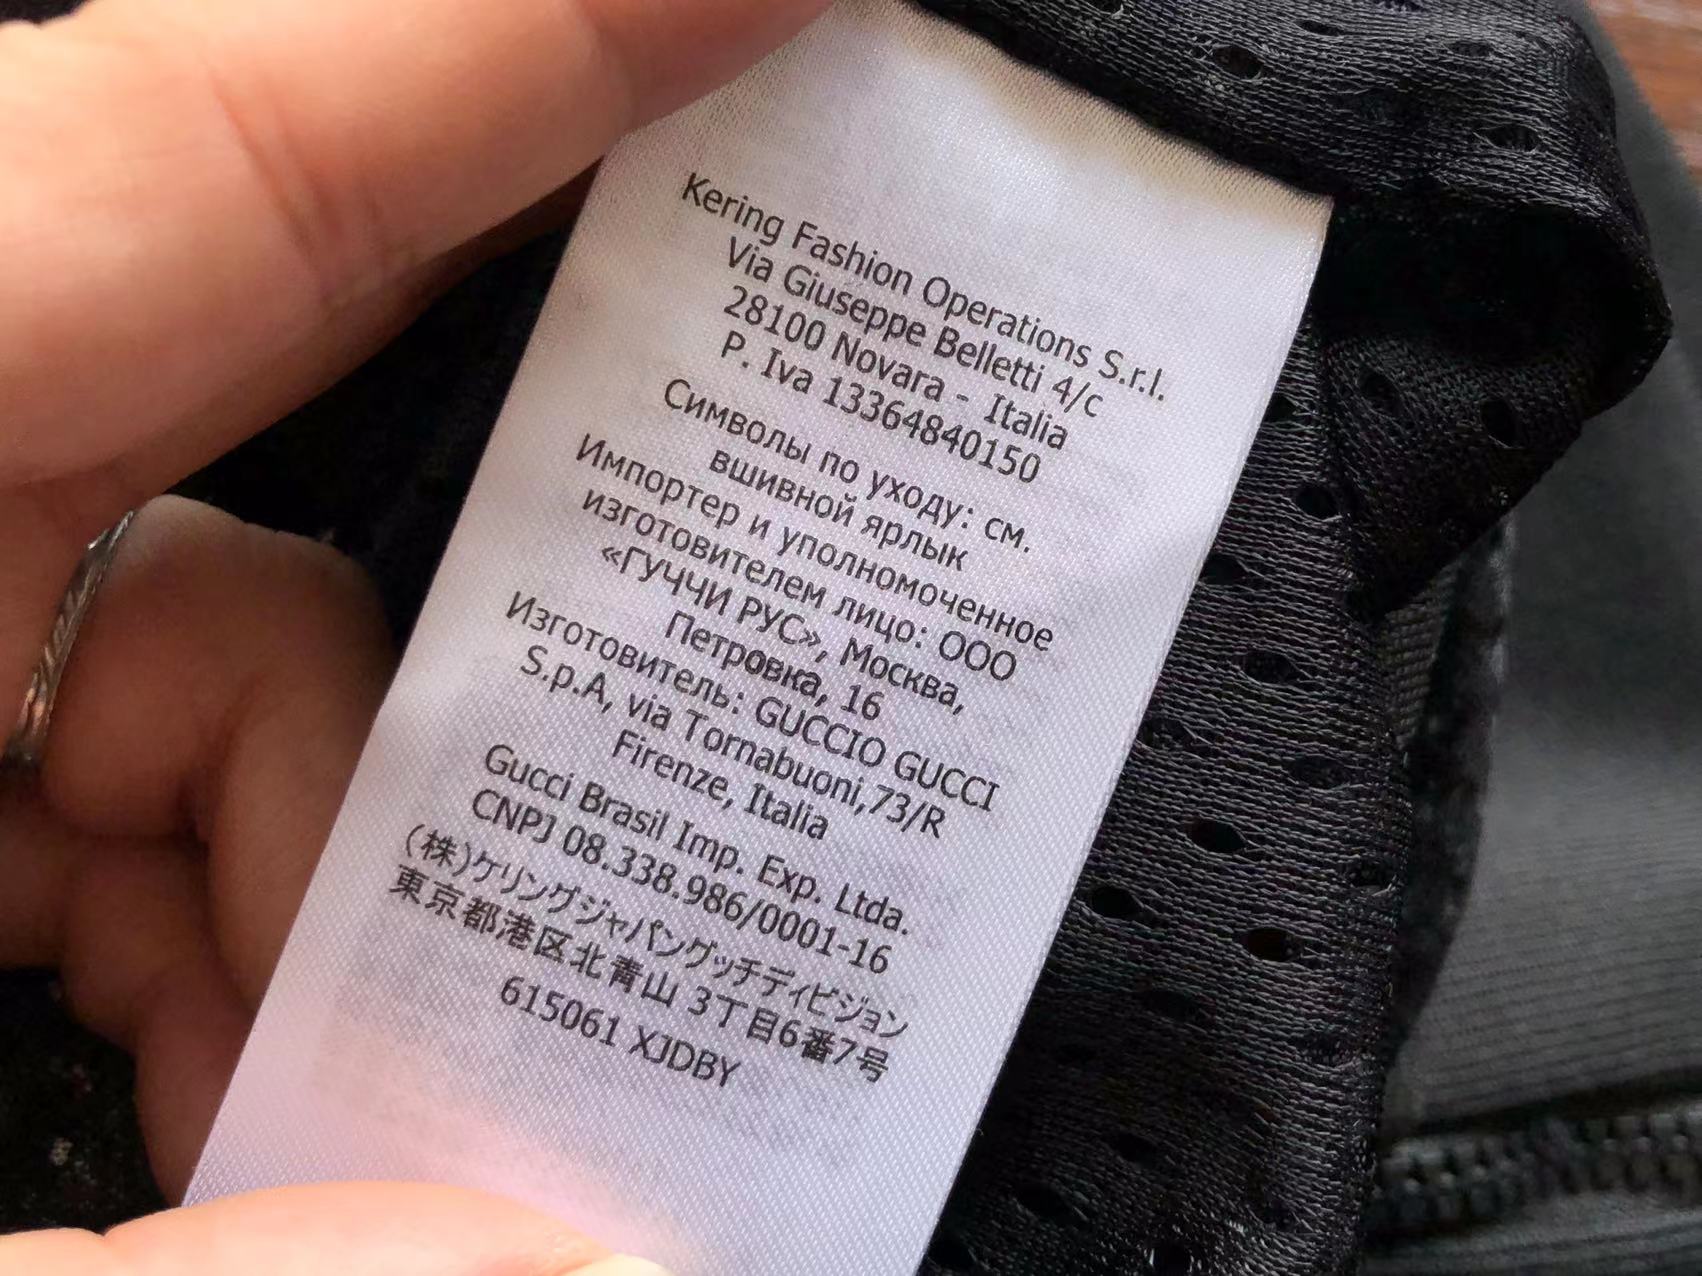 Kering Fashion Operations S.r.l.
Via Giuseppe Belletti 4/c
28100 Novara - Italia
P. Iva 13364840150
Символы по уходу: см.
вшивной ярлык
Импортер и уполномоченное
изготовителем лицо: ООО
«ГУЧЧИ РУС», Москва,
Петровка, 16
Изготовитель: GUCCIO GUCCI
S.p.A, via Tornabuoni,73/R
Firenze, Italia
Gucci Brasil Imp. Exp. Ltda.
CNPJ 08.338.986/0001-16
(株)ケリングジャパングッチディビジョン
東京都港区北青山 3丁目6番7号
615061 XJDBY